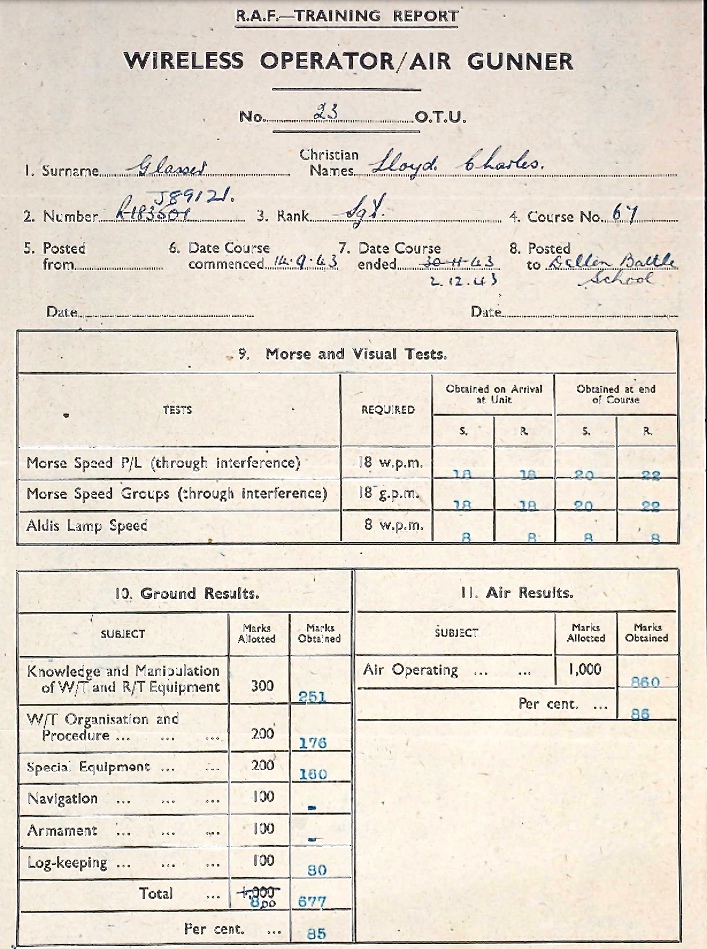 R.A.F.—TRAINING REPORT
WIRELESS OPERATOR/AIR GUNNER
No. 23 O.T.U.
1. Surname Glasser Christian Names Lloyd Charles.
J89121.
2. Number R183501 3. Rank Sgt. 4. Course No. 67
5. Posted from 6. Date Course commenced 14.9.43 7. Date Course ended 30-11-43 8. Posted to Battle
2.12.43 School
Date Date
9. Morse and Visual Tests.
TESTS REQUIRED Obtained on Arrival at Unit Obtained at end of Course
S. R. S. R.
Morse Speed P/L (through interference) 18 w.p.m. 18 18 20 22
Morse Speed Groups (through interference) 18 g.p.m. 18 18 20 22
Aldis Lamp Speed 8 w.p.m. 8 8 8 8
10. Ground Results.
SUBJECT Marks Allotted Marks Obtained
Knowledge and Manipulation
of W/T and R/T Equipment 300 251
W/T Organisation and
Procedure ... ... ... 200 176
Special Equipment ... ... 200 160
Navigation ... ... ... 100 -
Armament ... ... ... 100 -
Log-keeping ... ... ... 100 80
Total ... 1,000 800 677
Per cent. ... 85
11. Air Results.
SUBJECT Marks Allotted Marks Obtained
Air Operating ... ... 1,000 860
Per cent. ... 86